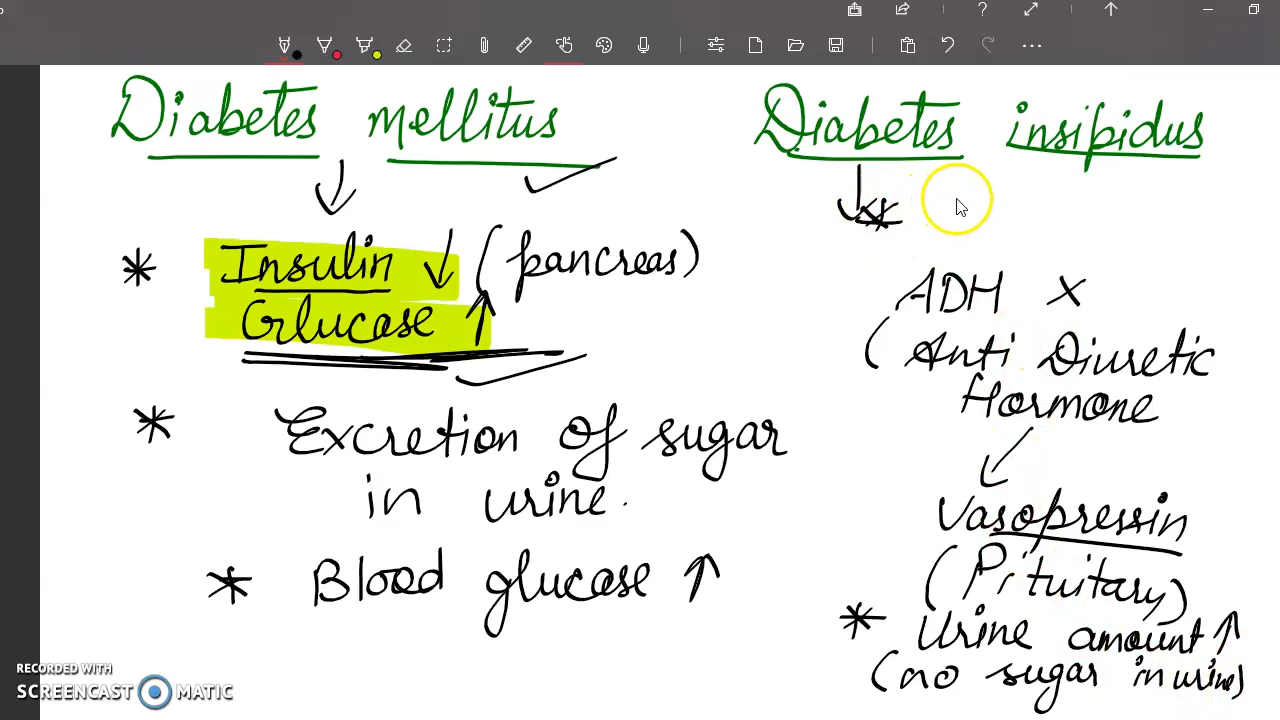 Diabetes mellitus
* Insulin ↓ (pancreas)
Glucose ↑
* Excretion of sugar
in urine.
* Blood glucose ↑
Diabetes insipidus
*
ADH ×
(Anti Diuretic
Hormone
Vasopressin
(Pituitary)
* Urine amount ↑
(no sugar in urine)
RECORDED WITH
SCREENCAST MATIC